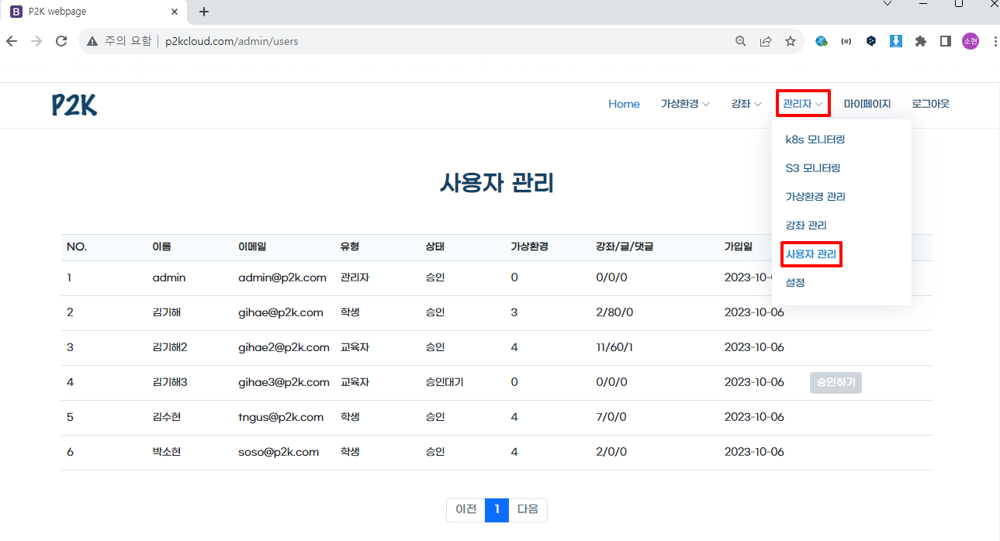 P2K webpage
주의 요함 p2kcloud.com/admin/users
{≡}
소현
P2K
Home 가상환경 강좌 관리자 마이페이지 로그아웃
k8s 모니터링
S3 모니터링
가상환경 관리
강좌 관리
사용자 관리
설정
사용자 관리
NO. 이름 이메일 유형 상태 가상환경 강좌/글/댓글 가입일
1 admin admin@p2k.com 관리자 승인 0 0/0/0 2023-10-
2 김기해 gihae@p2k.com 학생 승인 3 2/80/0 2023-10-06
3 김기해2 gihae2@p2k.com 교육자 승인 4 11/60/1 2023-10-06
4 김기해3 gihae3@p2k.com 교육자 승인대기 0 0/0/0 2023-10-06 승인하기
5 김수현 tngus@p2k.com 학생 승인 4 7/0/0 2023-10-06
6 박소현 soso@p2k.com 학생 승인 4 2/0/0 2023-10-06
이전 1 다음